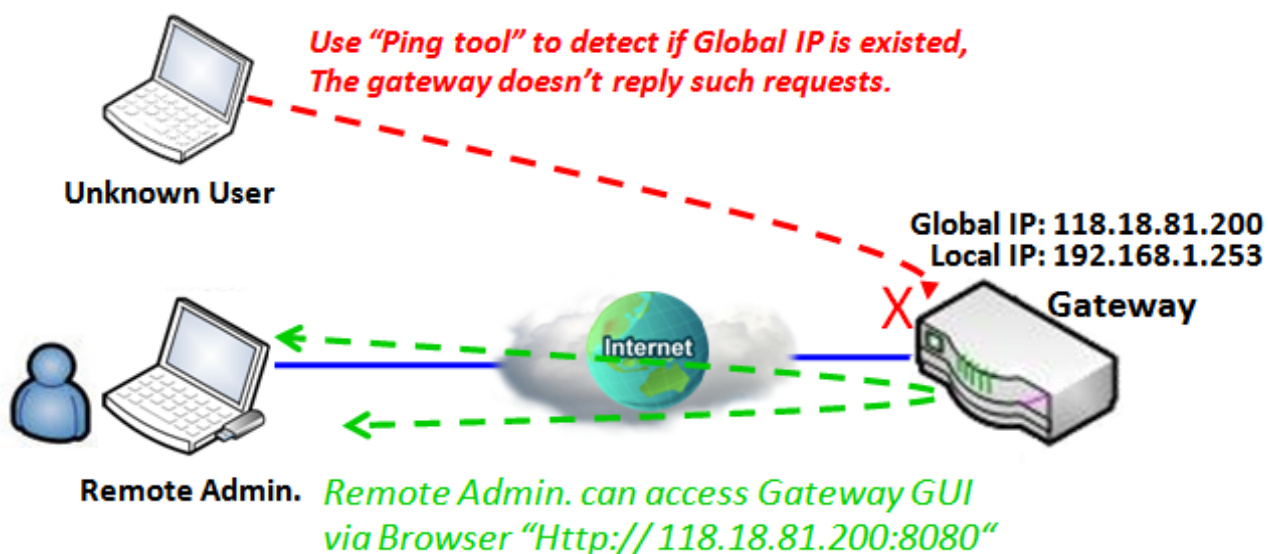 Use “Ping tool” to detect if Global IP is existed,
The gateway doesn’t reply such requests.
Unknown User
Global IP: 118.18.81.200
Local IP: 192.168.1.253
Gateway
Internet
Remote Admin.
Remote Admin. can access Gateway GUI
via Browser “Http:// 118.18.81.200:8080“
X